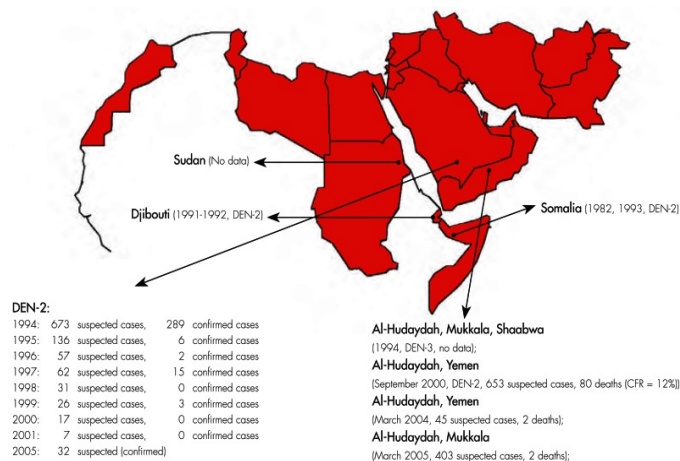 Sudan (No data)
Djibouti (1991-1992, DEN-2)
Somalia (1982, 1993, DEN-2)
DEN-2:
1994: 673 suspected cases, 289 confirmed cases
1995: 136 suspected cases, 6 confirmed cases
1996: 57 suspected cases, 2 confirmed cases
1997: 62 suspected cases, 15 confirmed cases
1998: 31 suspected cases, 0 confirmed cases
1999: 26 suspected cases, 3 confirmed cases
2000: 17 suspected cases, 0 confirmed cases
2001: 7 suspected cases, 0 confirmed cases
2005: 32 suspected (confirmed)
Al-Hudaydah, Mukkala, Shaabwa
(1994, DEN-3, no data);
Al-Hudaydah, Yemen
(September 2000, DEN-2, 653 suspected cases, 80 deaths (CFR = 12%))
Al-Hudaydah, Yemen
(March 2004, 45 suspected cases, 2 deaths);
Al-Hudaydah, Mukkala
(March 2005, 403 suspected cases, 2 deaths);